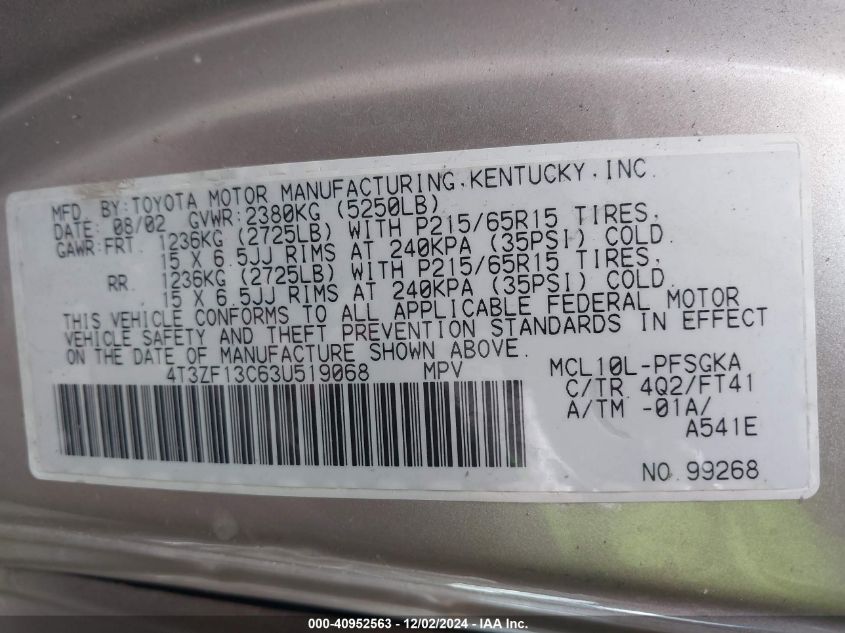 MFD. BY: TOYOTA MOTOR MANUFACTURING, KENTUCKY, INC.
DATE: 08/02 GVWR: 2380KG (5250LB)
GAWR: FRT. 1236KG (2725LB) WITH P215/65R15 TIRES,
15 X 6.5JJ RIMS AT 240KPA (35PSI) COLD.
RR. 1236KG (2725LB) WITH P215/65R15 TIRES,
15 X 6.5JJ RIMS AT 240KPA (35PSI) COLD.
THIS VEHICLE CONFORMS TO ALL APPLICABLE FEDERAL MOTOR
VEHICLE SAFETY AND THEFT PREVENTION STANDARDS IN EFFECT
ON THE DATE OF MANUFACTURE SHOWN ABOVE.
4T3ZF13C63U519068 MPV MCL10L-PFSGKA
C/TR 4Q2/FT41
A/TM -01A/
A541E
NO. 99268
000-40952563 - 12/02/2024 - IAA Inc.